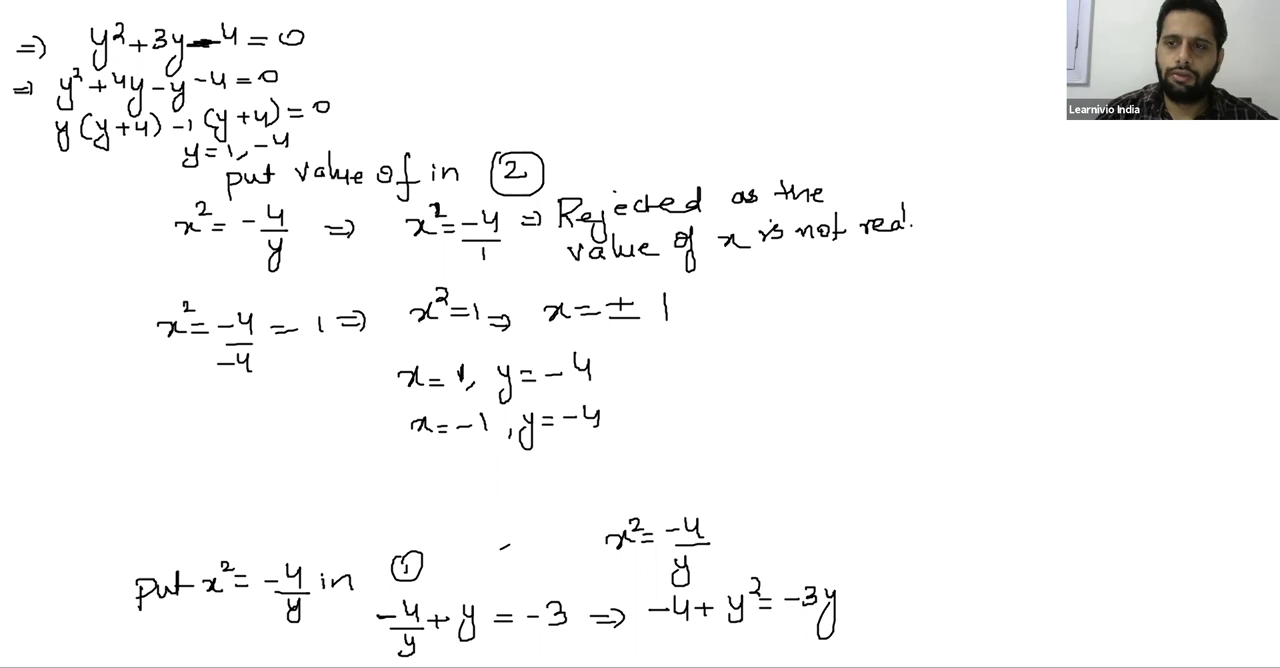 ⇒ y²+3y-4=0
⇒ y²+4y-y-4=0
y(y+4)-1(y+4)=0
y=1,-4
put value of in ②
x²=-4/y ⇒ x²=-4/1 ⇒ Rejected as the
value of x is not real.
x²=-4/-4=1 ⇒ x²=1 ⇒ x=±1
x=1, y=-4
x=-1, y=-4
x²=-4/y
Put x²=-4/y in ①
-4/y+y=-3 ⇒ -4+y²=-3y
Learnivio India